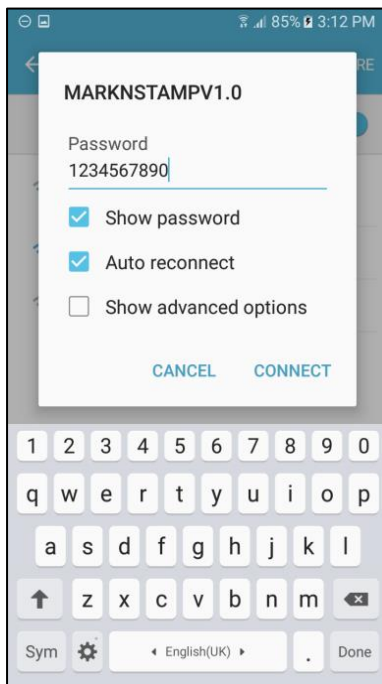 85% 3:12 PM
RE
MARKNSTAMPV1.0
Password
1234567890
Show password
Auto reconnect
Show advanced options
CANCEL CONNECT
1 2 3 4 5 6 7 8 9 0
q w e r t y u i o p
a s d f g h j k l
z x c v b n m
Sym English(UK) . Done